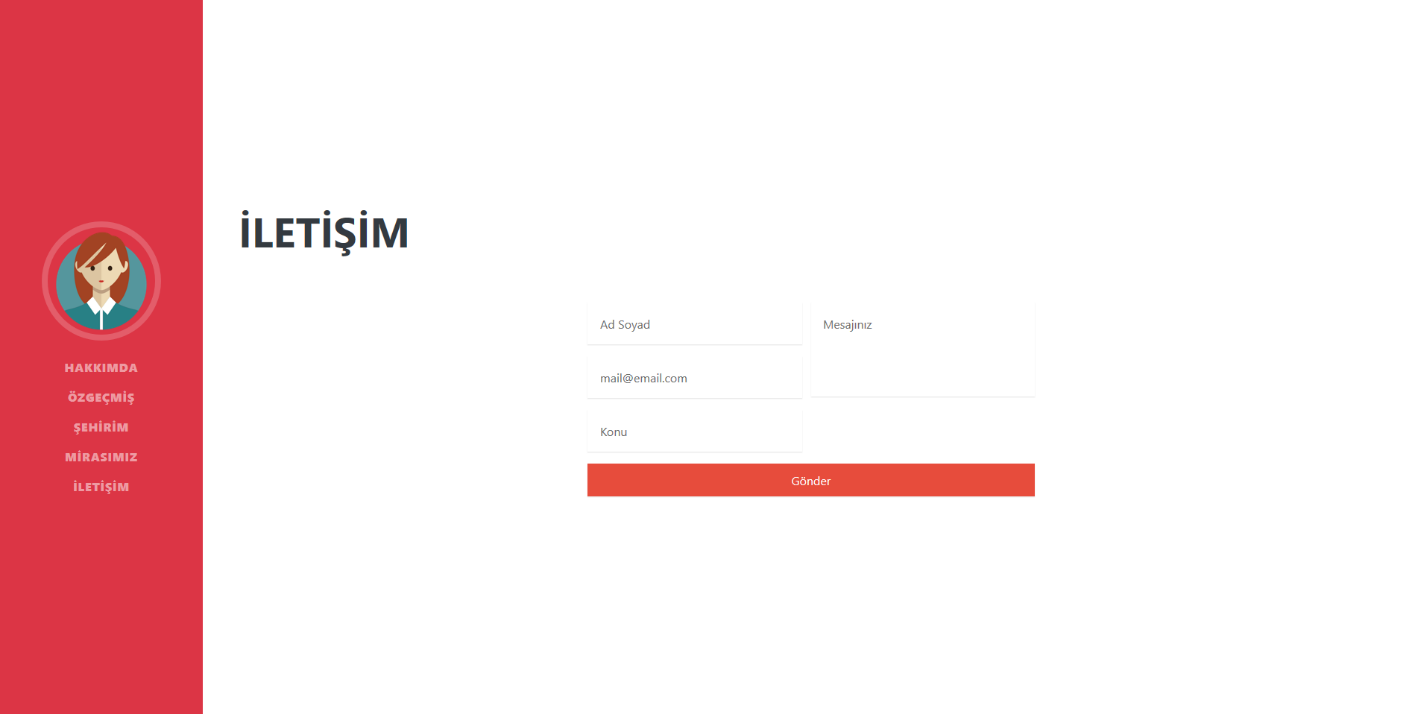 HAKKIMDA
ÖZGEÇMİŞ
ŞEHİRİM
MİRASIMIZ
İLETİŞİM
İLETİŞİM
Ad Soyad
mail@email.com
Konu
Mesajınız
Gönder